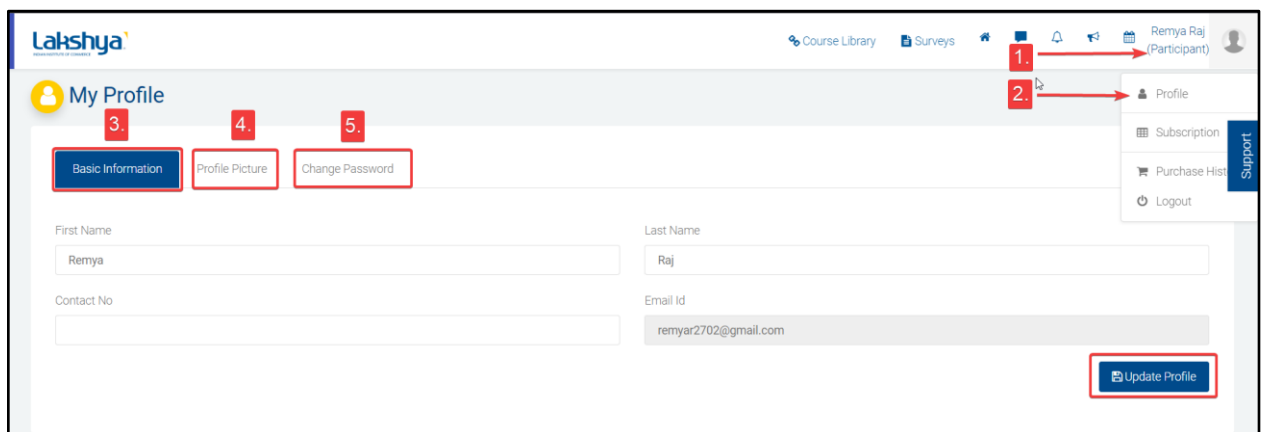 Lakshya
Course Library
Surveys
Remya Raj
(Participant)
1.
2.
Profile
Subscription
Purchase Hist
Logout
Support
My Profile
3.
4.
5.
Basic Information
Profile Picture
Change Password
First Name
Last Name
Remya
Raj
Contact No
Email Id
remyar2702@gmail.com
Update Profile